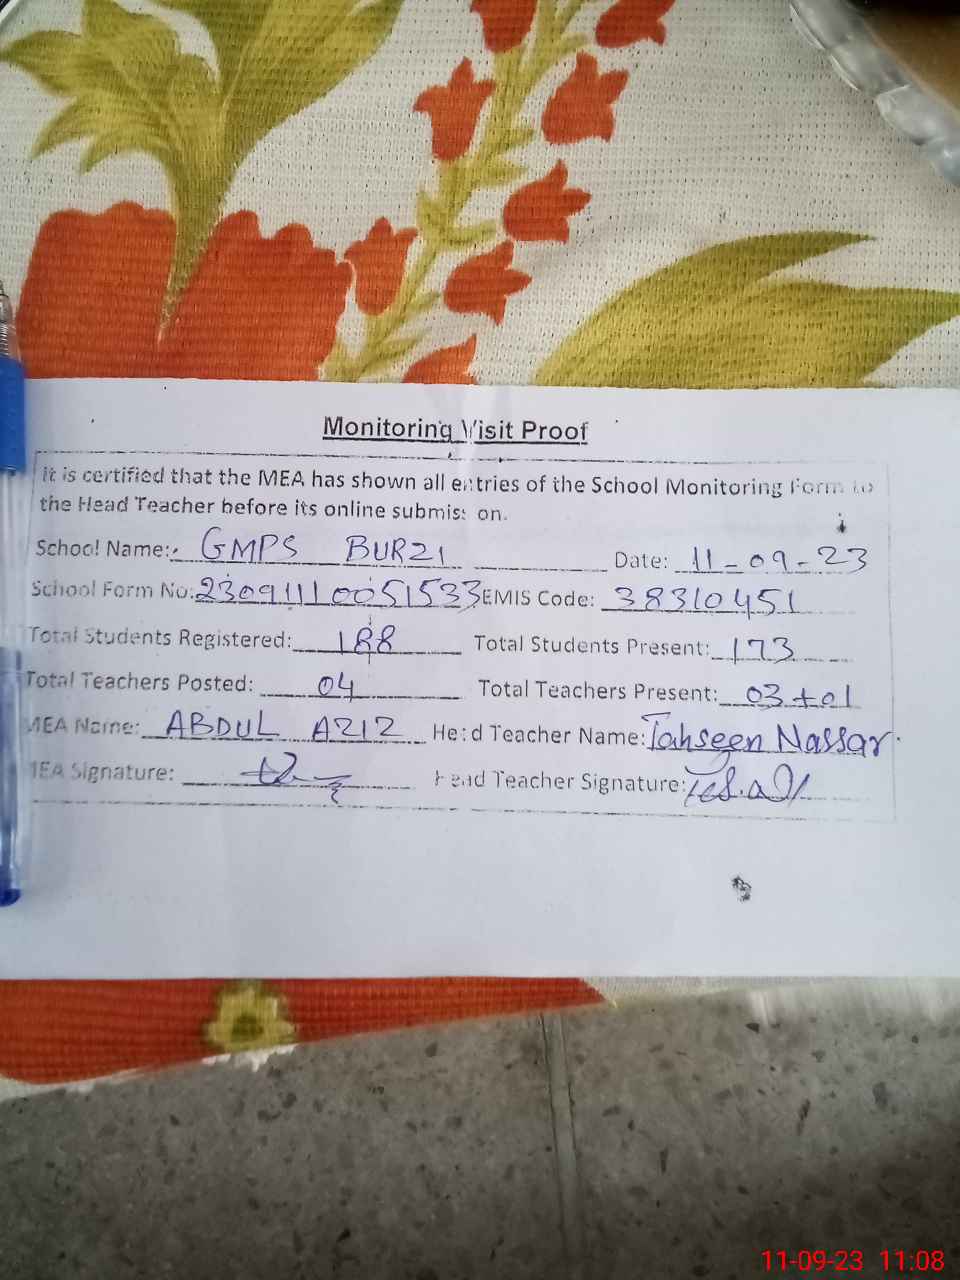 Monitoring Visit Proof
It is certified that the MEA has shown all entries of the School Monitoring Form to
the Head Teacher before its online submission.
School Name: GMPS BURZI Date: 11-09-23
School Form No: 23091110051533 EMIS Code: 38310451
Total Students Registered: 188 Total Students Present: 173
Total Teachers Posted: 04 Total Teachers Present: 03+01
MEA Name: ABDUL AZIZ Head Teacher Name: Tahseen Nassar
MEA Signature: Head Teacher Signature:
11-09-23 11:08